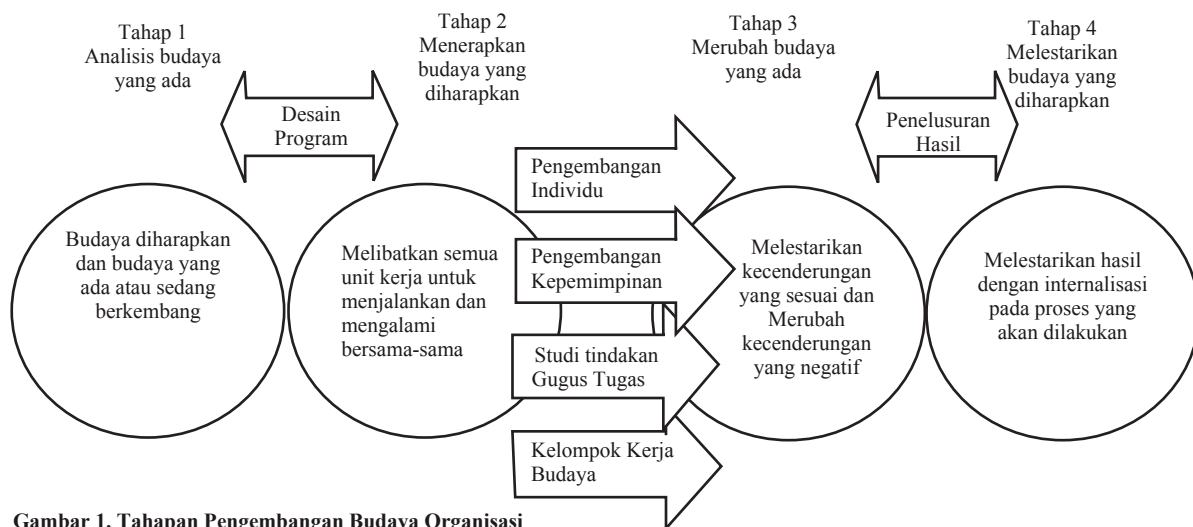 Tahap 1
Analisis budaya
yang ada
Tahap 2
Menerapkan
budaya yang
diharapkan
Tahap 3
Merubah budaya
yang ada
Tahap 4
Melestarikan
budaya yang
diharapkan
Desain
Program
Penelusuran
Hasil
Budaya diharapkan
dan budaya yang
ada atau sedang
berkembang
Melibatkan semua
unit kerja untuk
menjalankan dan
mengalami
bersama-sama
Pengembangan
Individu
Pengembangan
Kepemimpinan
Studi tindakan
Gugus Tugas
Kelompok Kerja
Budaya
Melestarikan
kecenderungan
yang sesuai dan
Merubah
kecenderungan
yang negatif
Melestarikan hasil
dengan internalisasi
pada proses yang
akan dilakukan
Gambar 1. Tahapan Pengembangan Budaya Organisasi